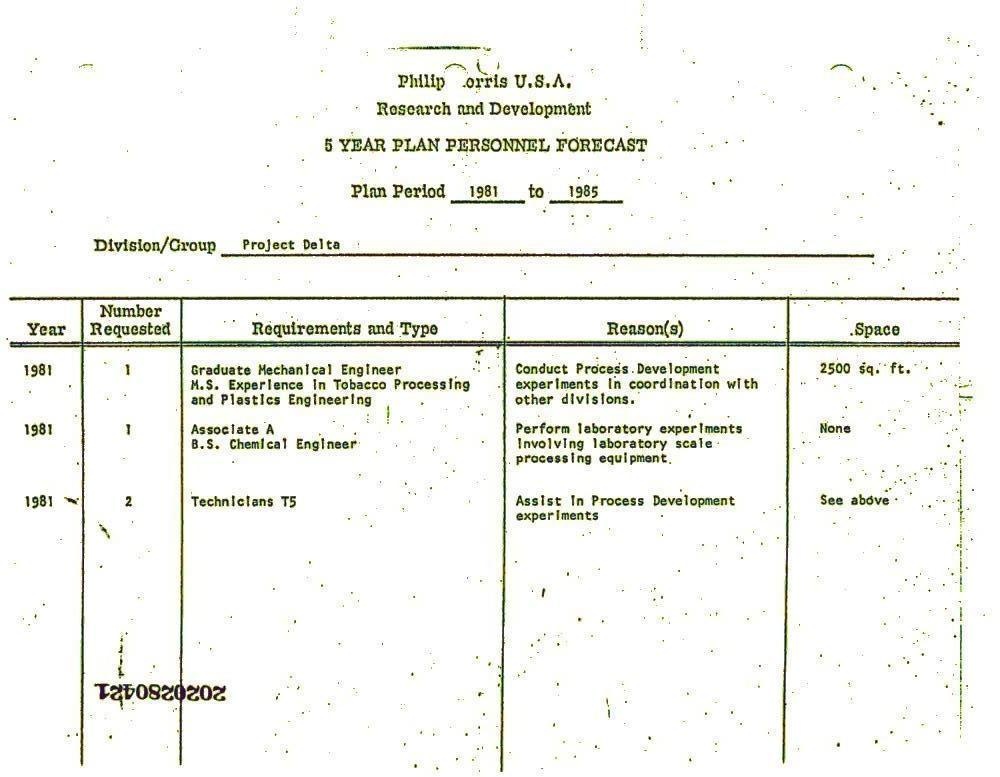 Philip orris U.S.A.
Research and Development
5 YEAR PLAN PERSONNEL FORECAST
Plan Period 1981 to 1985
Division/Group Project Delta
Year Number Requested Requirements and Type Reason(s) Space
1981 1 Graduate Mechanical Engineer Conduct Process Development 2500 sq. ft.
M.S. Experience in Tobacco Processing experiments in coordination with
and Plastics Engineering other divisions.
1981 1 Associate A Perform laboratory experiments None
B.S. Chemical Engineer involving laboratory scale
processing equipment.
1981 2 Technicians T5 Assist in Process Development See above
experiments
2020280421